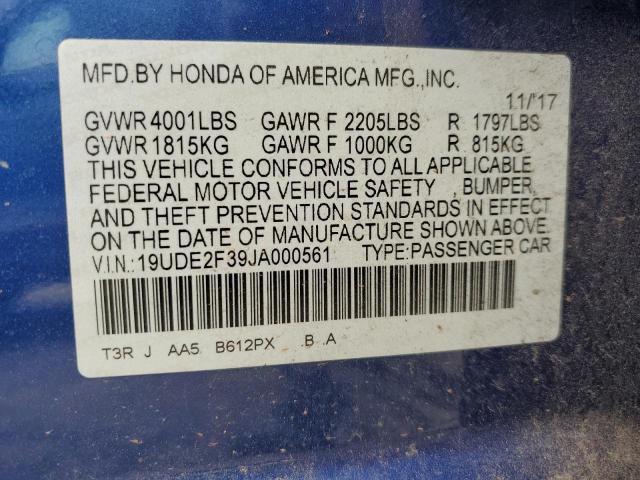 MFD.BY HONDA OF AMERICA MFG.,INC.
11/'17
GVWR 4001LBS GAWR F 2205LBS R 1797LBS
GVWR 1815KG GAWR F 1000KG R 815KG
THIS VEHICLE CONFORMS TO ALL APPLICABLE
FEDERAL MOTOR VEHICLE SAFETY , BUMPER,
AND THEFT PREVENTION STANDARDS IN EFFECT
ON THE DATE OF MANUFACTURE SHOWN ABOVE.
V.I.N.:19UDE2F39JA000561 TYPE:PASSENGER CAR
T3R J AA5 B612PX .B .A